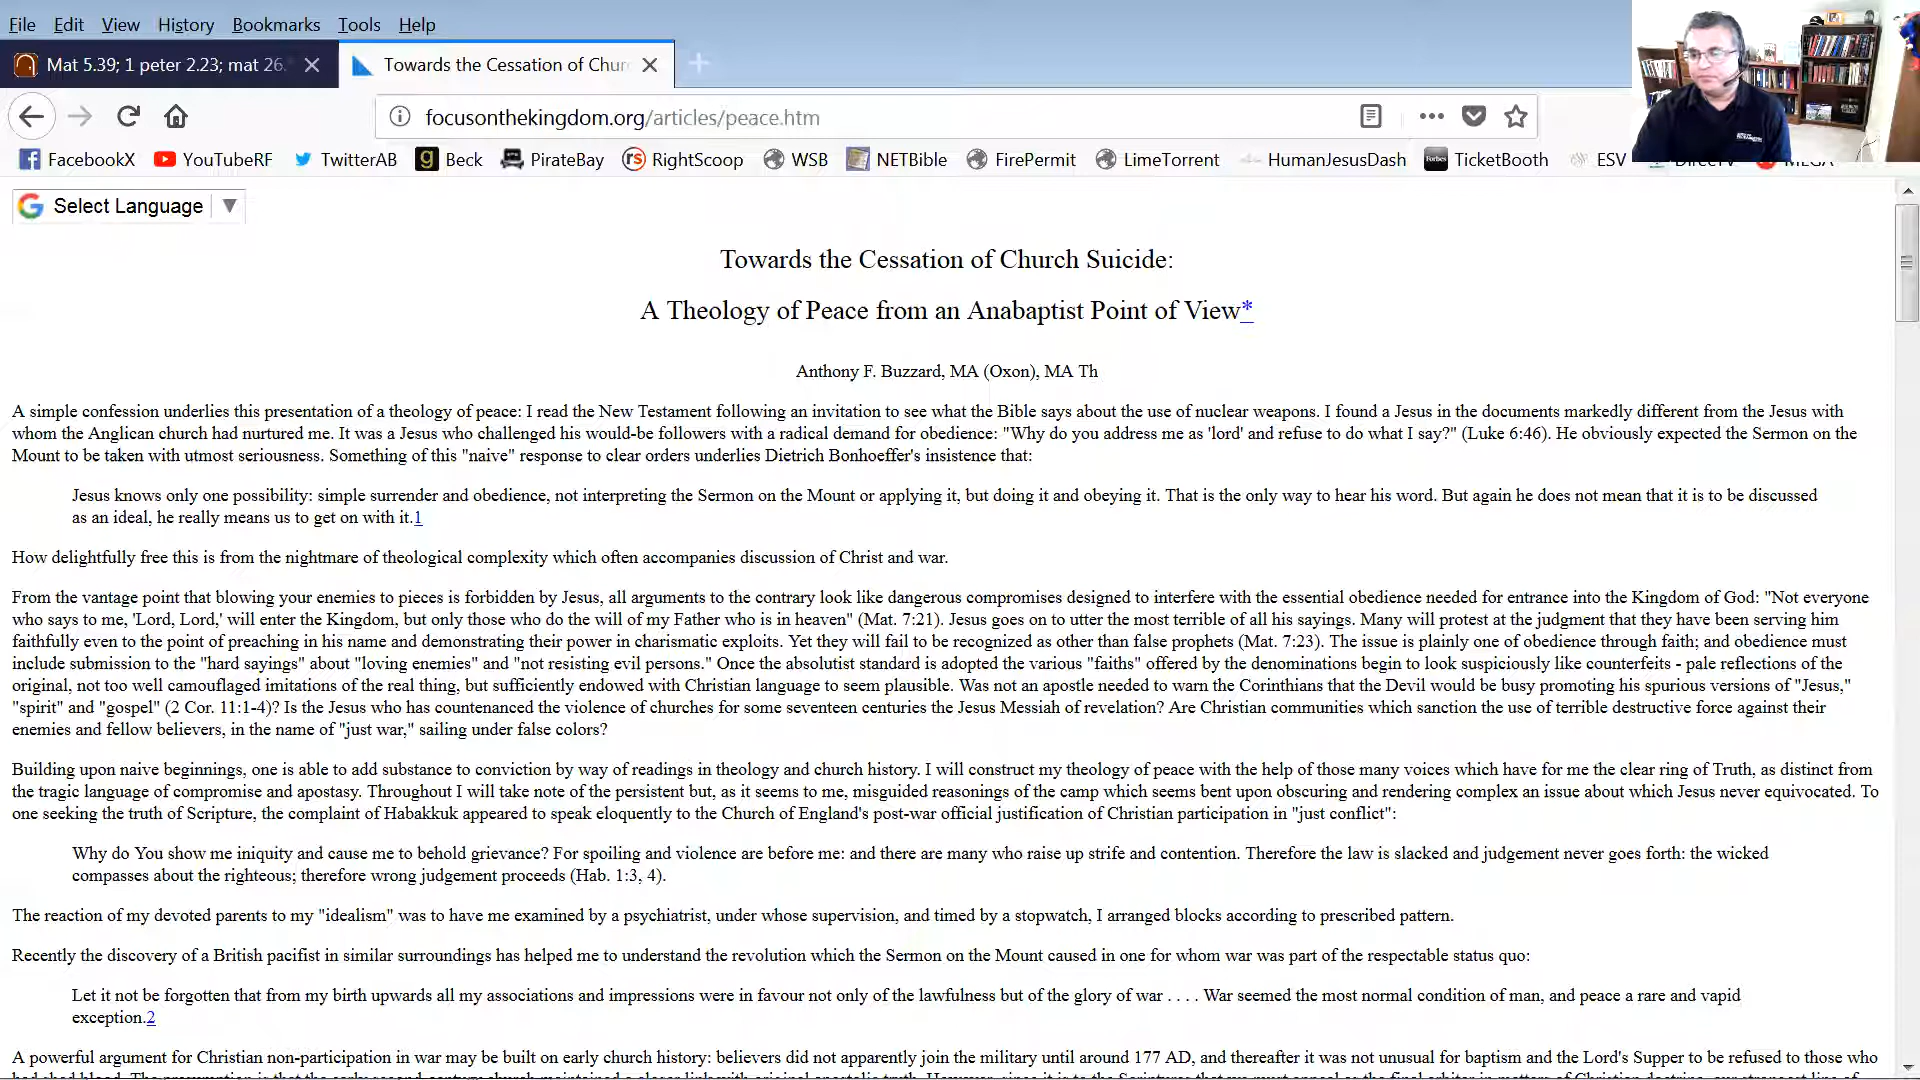 File Edit View History Bookmarks Tools Help
Mat 5.39; 1 peter 2.23; mat 26.
Towards the Cessation of Chur
focusonthekingdom.org/articles/peace.htm
FacebookX YouTubeRF TwitterAB Beck PirateBay RightScoop WSB NETBible FirePermit LimeTorrent HumanJesusDash TicketBooth ESV DirecTV MEGA
Select Language
Towards the Cessation of Church Suicide:
A Theology of Peace from an Anabaptist Point of View*
Anthony F. Buzzard, MA (Oxon), MA Th
A simple confession underlies this presentation of a theology of peace: I read the New Testament following an invitation to see what the Bible says about the use of nuclear weapons. I found a Jesus in the documents markedly different from the Jesus with
whom the Anglican church had nurtured me. It was a Jesus who challenged his would-be followers with a radical demand for obedience: "Why do you address me as 'lord' and refuse to do what I say?" (Luke 6:46). He obviously expected the Sermon on the
Mount to be taken with utmost seriousness. Something of this "naive" response to clear orders underlies Dietrich Bonhoeffer's insistence that:
Jesus knows only one possibility: simple surrender and obedience, not interpreting the Sermon on the Mount or applying it, but doing it and obeying it. That is the only way to hear his word. But again he does not mean that it is to be discussed
as an ideal, he really means us to get on with it.1
How delightfully free this is from the nightmare of theological complexity which often accompanies discussion of Christ and war.
From the vantage point that blowing your enemies to pieces is forbidden by Jesus, all arguments to the contrary look like dangerous compromises designed to interfere with the essential obedience needed for entrance into the Kingdom of God: "Not everyone
who says to me, 'Lord, Lord,' will enter the Kingdom, but only those who do the will of my Father who is in heaven" (Mat. 7:21). Jesus goes on to utter the most terrible of all his sayings. Many will protest at the judgment that they have been serving him
faithfully even to the point of preaching in his name and demonstrating their power in charismatic exploits. Yet they will fail to be recognized as other than false prophets (Mat. 7:23). The issue is plainly one of obedience through faith; and obedience must
include submission to the "hard sayings" about "loving enemies" and "not resisting evil persons." Once the absolutist standard is adopted the various "faiths" offered by the denominations begin to look suspiciously like counterfeits - pale reflections of the
original, not too well camouflaged imitations of the real thing, but sufficiently endowed with Christian language to seem plausible. Was not an apostle needed to warn the Corinthians that the Devil would be busy promoting his spurious versions of "Jesus,"
"spirit" and "gospel" (2 Cor. 11:1-4)? Is the Jesus who has countenanced the violence of churches for some seventeen centuries the Jesus Messiah of revelation? Are Christian communities which sanction the use of terrible destructive force against their
enemies and fellow believers, in the name of "just war," sailing under false colors?
Building upon naive beginnings, one is able to add substance to conviction by way of readings in theology and church history. I will construct my theology of peace with the help of those many voices which have for me the clear ring of Truth, as distinct from
the tragic language of compromise and apostasy. Throughout I will take note of the persistent but, as it seems to me, misguided reasonings of the camp which seems bent upon obscuring and rendering complex an issue about which Jesus never equivocated. To
one seeking the truth of Scripture, the complaint of Habakkuk appeared to speak eloquently to the Church of England's post-war official justification of Christian participation in "just conflict":
Why do You show me iniquity and cause me to behold grievance? For spoiling and violence are before me: and there are many who raise up strife and contention. Therefore the law is slacked and judgement never goes forth: the wicked
compasses about the righteous; therefore wrong judgement proceeds (Hab. 1:3, 4).
The reaction of my devoted parents to my "idealism" was to have me examined by a psychiatrist, under whose supervision, and timed by a stopwatch, I arranged blocks according to prescribed pattern.
Recently the discovery of a British pacifist in similar surroundings has helped me to understand the revolution which the Sermon on the Mount caused in one for whom war was part of the respectable status quo:
Let it not be forgotten that from my birth upwards all my associations and impressions were in favour not only of the lawfulness but of the glory of war . . . . War seemed the most normal condition of man, and peace a rare and vapid
exception.2
A powerful argument for Christian non-participation in war may be built on early church history: believers did not apparently join the military until around 177 AD, and thereafter it was not unusual for baptism and the Lord's Supper to be refused to those who